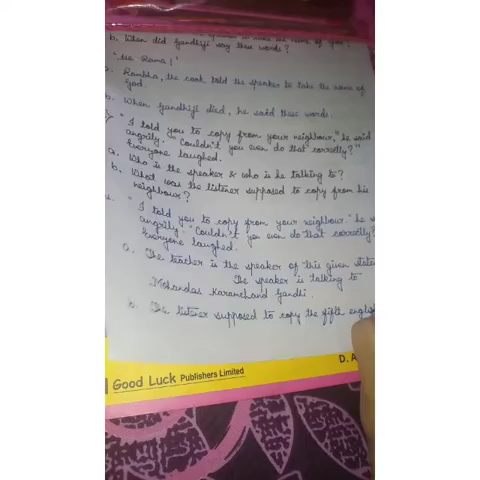 b. When did Gandhiji say these words?
"He Rama!"
a. Rambha, the cook told the speaker to take the name of
God.
b. When Gandhiji died, he said these words.
"I told you to copy from your neighbour," he said
angrily. "Couldn't you even do that correctly?"
Everyone laughed.
a. Who is the speaker & who is he talking to?
b. What was the listener supposed to copy from his
neighbour?
"I told you to copy from your neighbour" he s
angrily. "Couldn't you even do that correctly?
Everyone laughed.
a. The teacher is the speaker of this given state
The speaker is talking to
Mohandas Karamchand Gandhi.
b. The listener supposed to copy the fifth english
D. A
Good Luck Publishers Limited